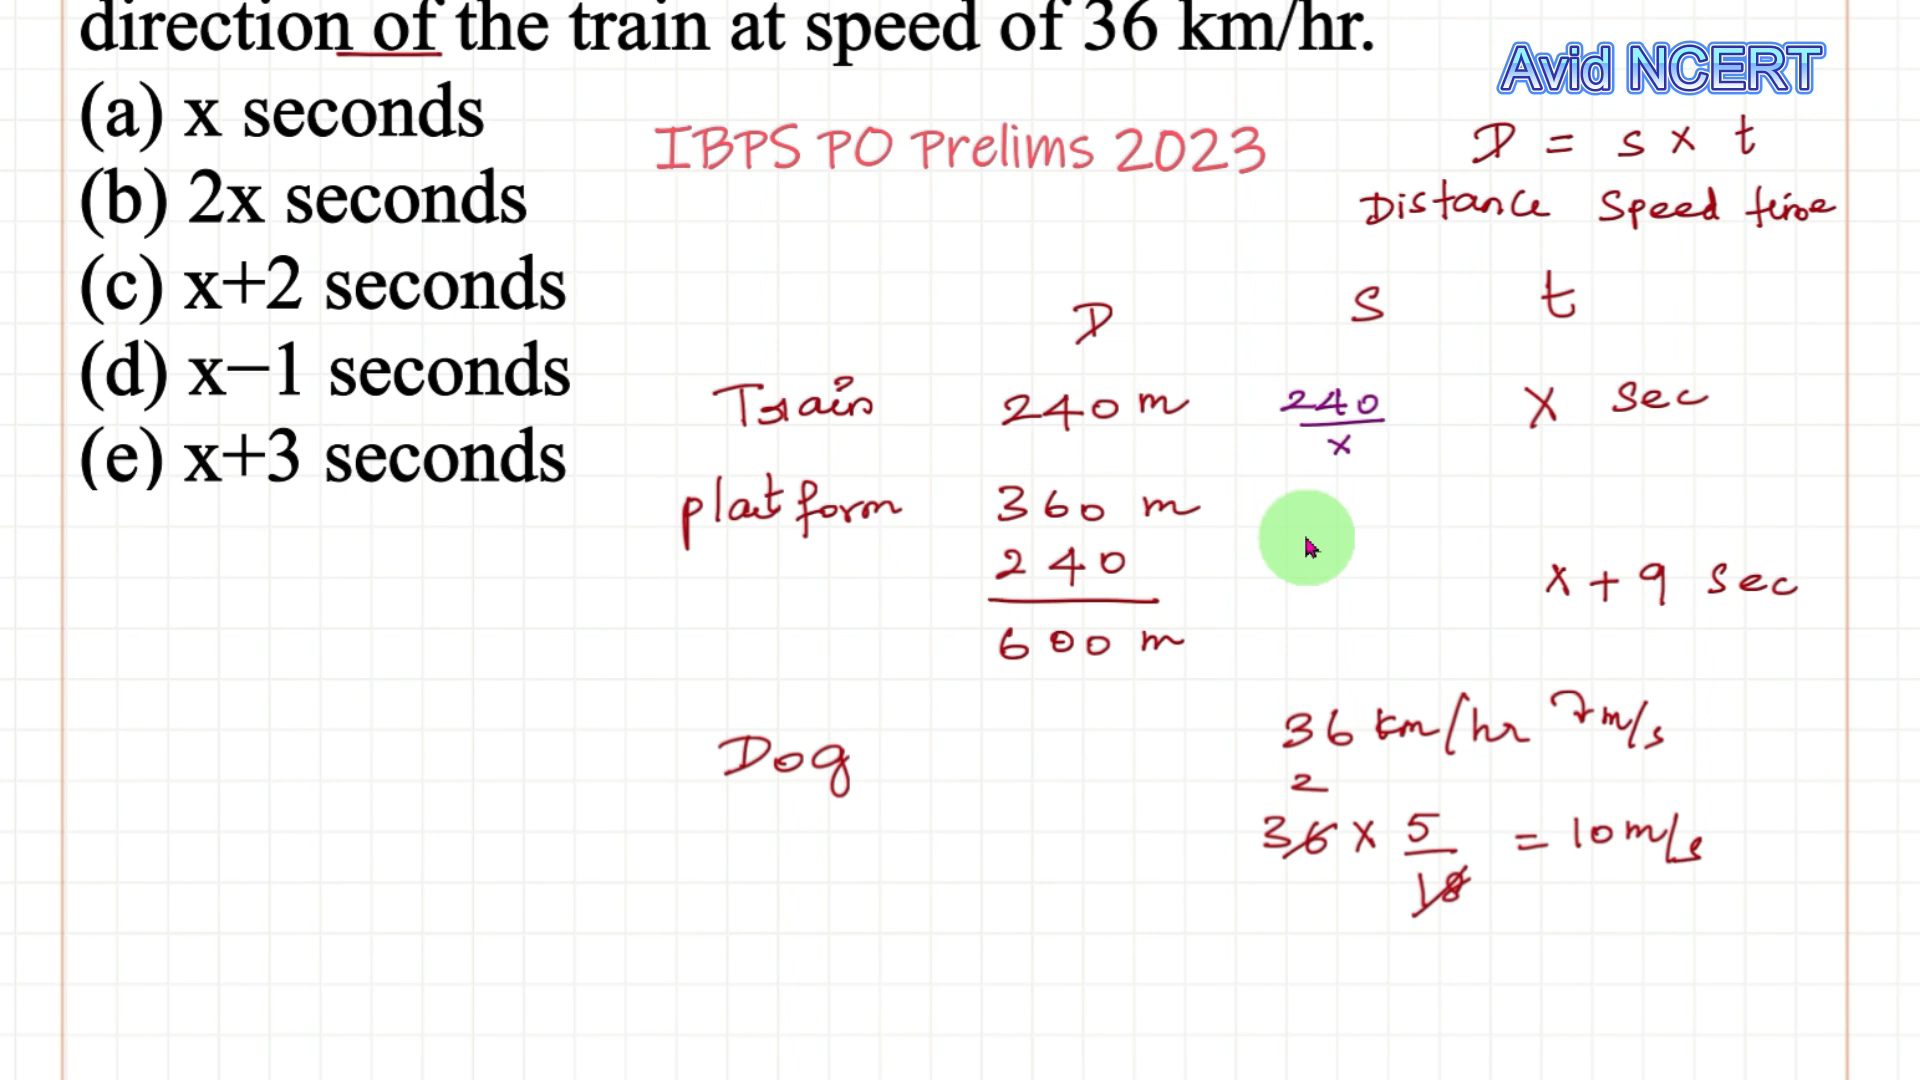 direction of the train at speed of 36 km/hr.
Avid NCERT
(a) x seconds
(b) 2x seconds
(c) x+2 seconds
(d) x−1 seconds
(e) x+3 seconds
IBPS PO Prelims 2023
D = s x t
Distance Speed time
D S t
Train 240 m 240/x x sec
platform 360 m
240
x + 9 sec
600 m
Dog 36 km/hr 7 m/s
2
36 x 5/18 = 10 m/s